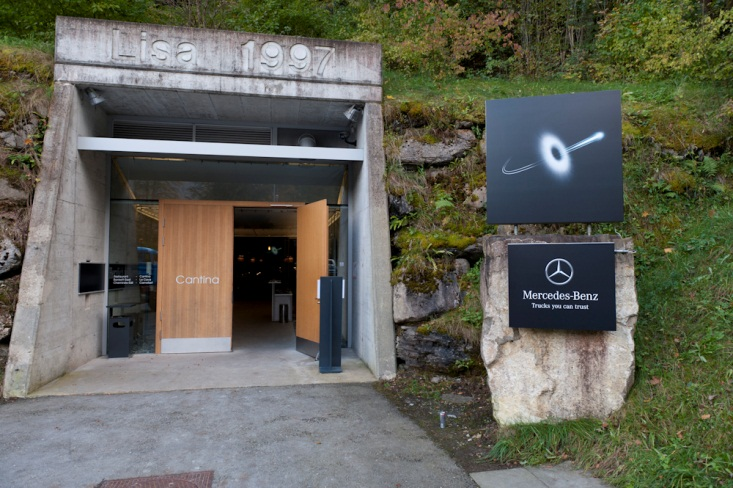 Lisa 1997
Cantina
Mercedes-Benz
Trucks you can trust